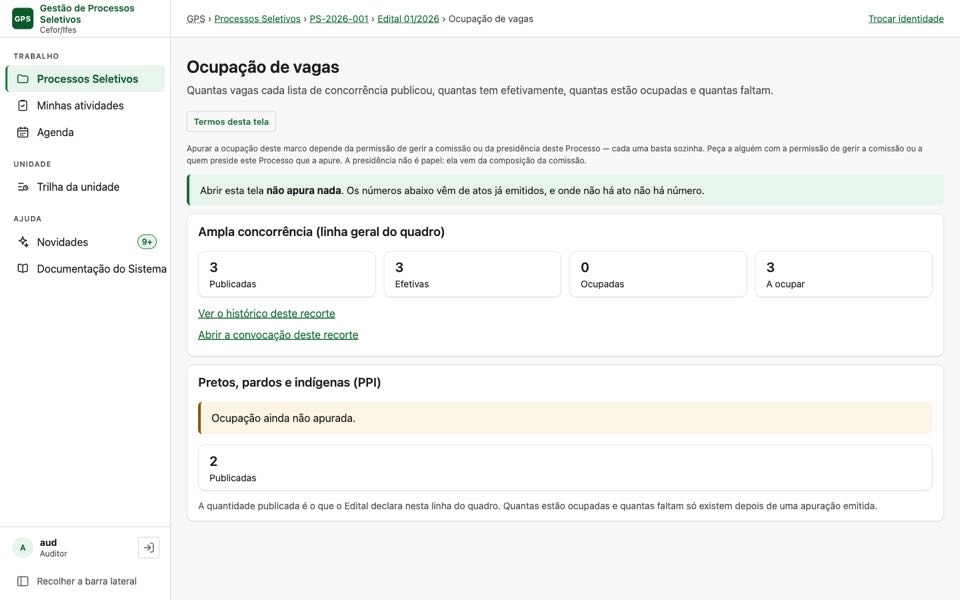 GPS
Gestão de Processos
Seletivos
Cefor/Ifes
TRABALHO
Processos Seletivos
Minhas atividades
Agenda
UNIDADE
Trilha da unidade
AJUDA
Novidades 9+
Documentação do Sistema
A
aud
Auditor
Recolher a barra lateral
GPS › Processos Seletivos › PS-2026-001 › Edital 01/2026 › Ocupação de vagas
Trocar identidade
Ocupação de vagas
Quantas vagas cada lista de concorrência publicou, quantas tem efetivamente, quantas estão ocupadas e quantas faltam.
Termos desta tela
Apurar a ocupação deste marco depende da permissão de gerir a comissão ou da presidência deste Processo — cada uma basta sozinha. Peça a alguém com a permissão de gerir a comissão ou a
quem preside este Processo que a apure. A presidência não é papel: ela vem da composição da comissão.
Abrir esta tela não apura nada. Os números abaixo vêm de atos já emitidos, e onde não há ato não há número.
Ampla concorrência (linha geral do quadro)
3
Publicadas
3
Efetivas
0
Ocupadas
3
A ocupar
Ver o histórico deste recorte
Abrir a convocação deste recorte
Pretos, pardos e indígenas (PPI)
Ocupação ainda não apurada.
2
Publicadas
A quantidade publicada é o que o Edital declara nesta linha do quadro. Quantas estão ocupadas e quantas faltam só existem depois de uma apuração emitida.